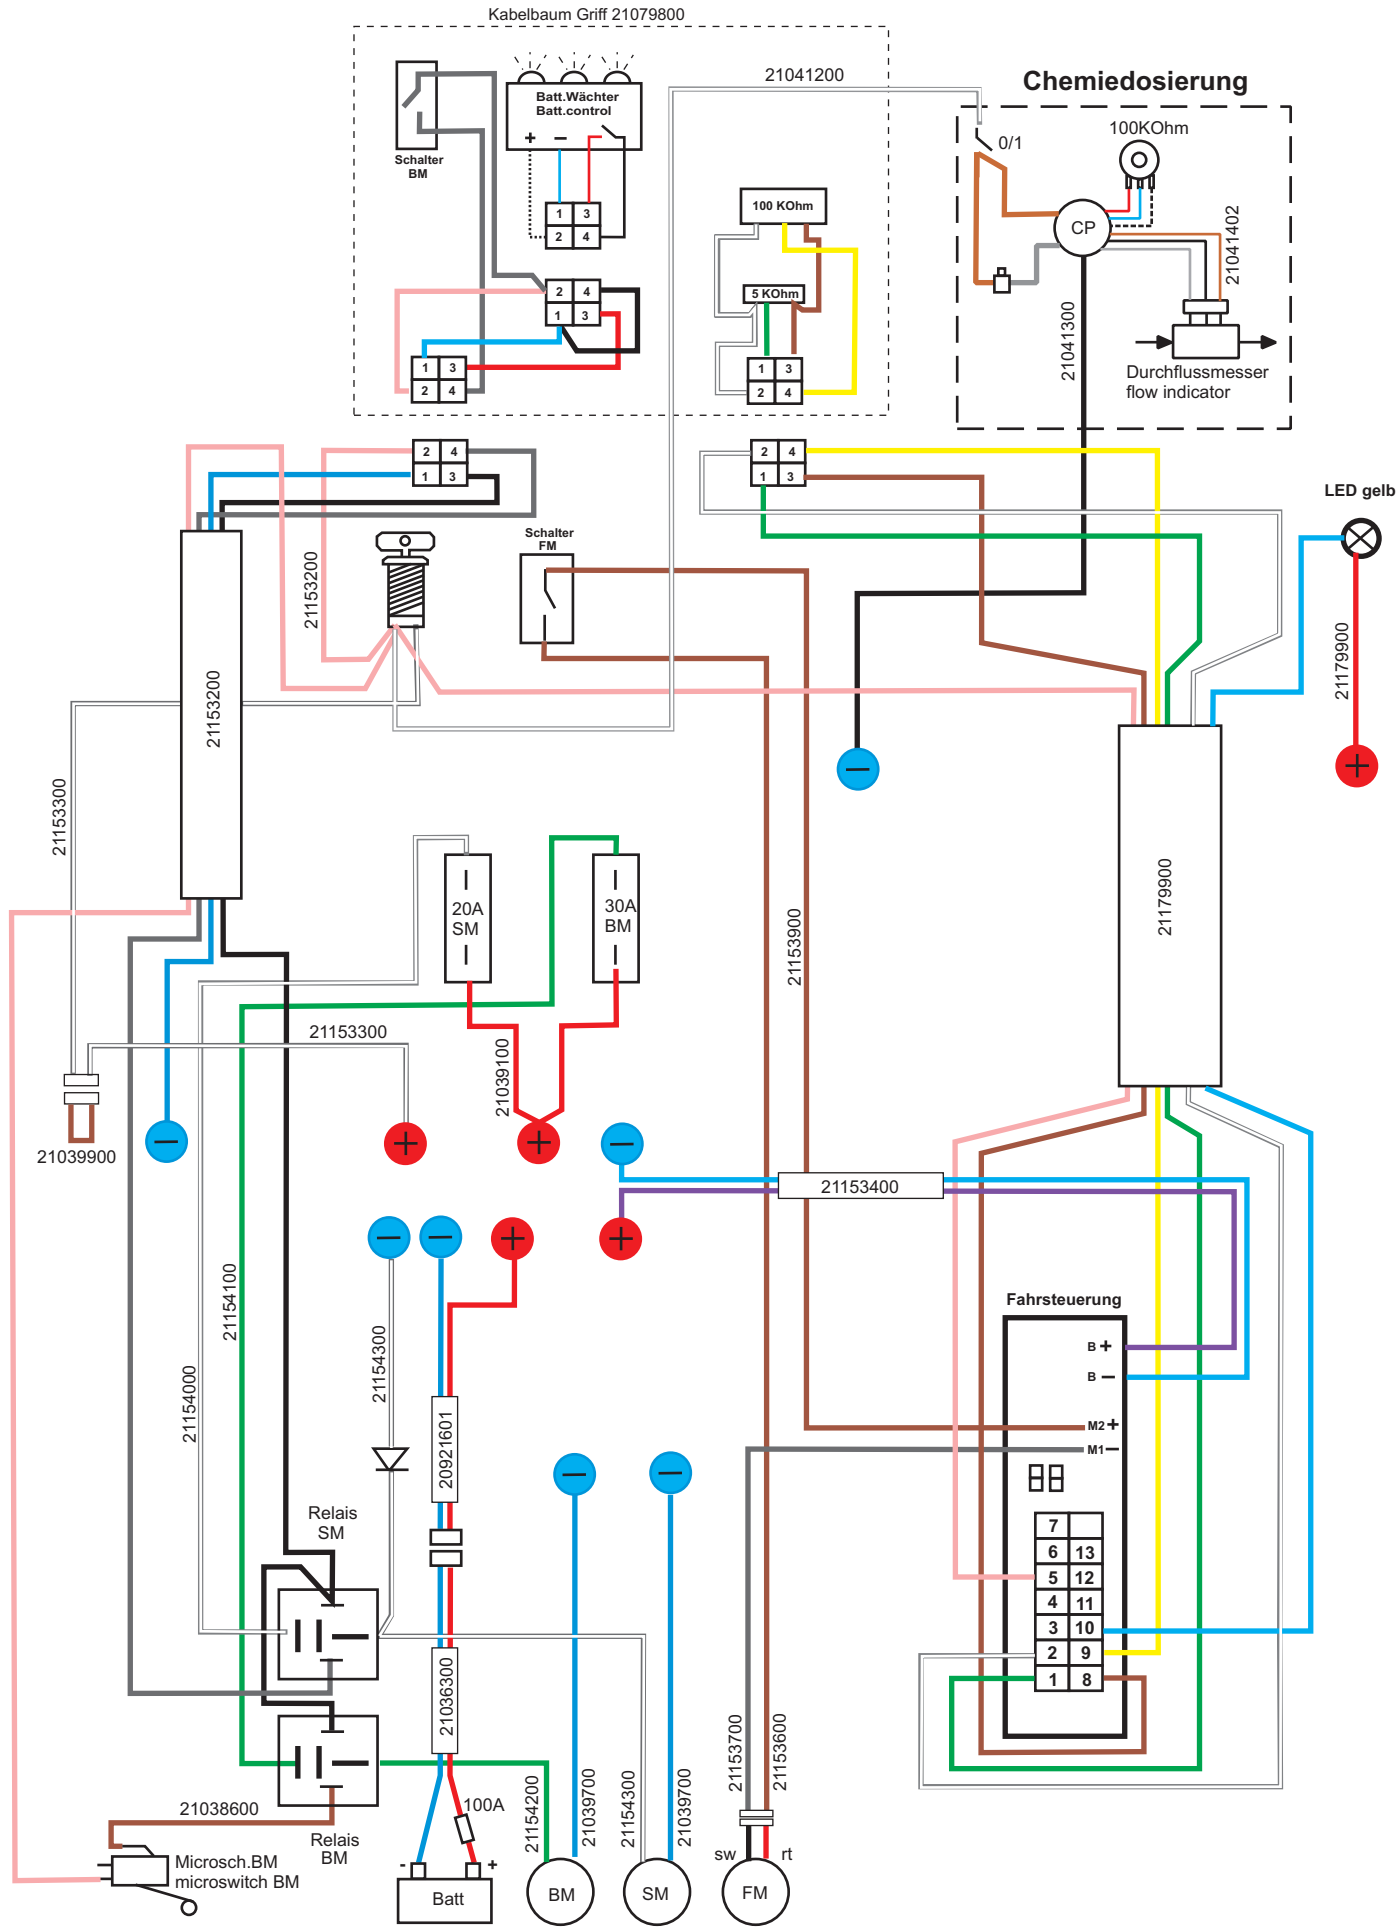 Kabelbaum Griff 21079800
Schalter
BM
Batt.Wächter
Batt.control
+ −
1 3
2 4
2 4
1 3
1 3
2 4
100 KOhm
5 KOhm
1 3
2 4
21041200
Chemiedosierung
0/1
100KOhm
CP
21041402
21041300
Durchflussmesser
flow indicator
2 4
1 3
2 4
1 3
LED gelb
21153200
Schalter
FM
21179900
21153200
21153300
20A
SM
30A
BM
21153900
21179900
21153300
21039100
21039900
21153400
21154100
21154300
21154000
20921601
Fahrsteuerung
B +
B −
M2 +
M1 −
7
6 13
5 12
4 11
3 10
2 9
1 8
Relais
SM
21036300
21153700
21153600
21038600
100A
21154200
21039700
21154300
21039700
Relais
BM
Microsch.BM
microswitch BM
- +
Batt
BM
SM
sw rt
FM